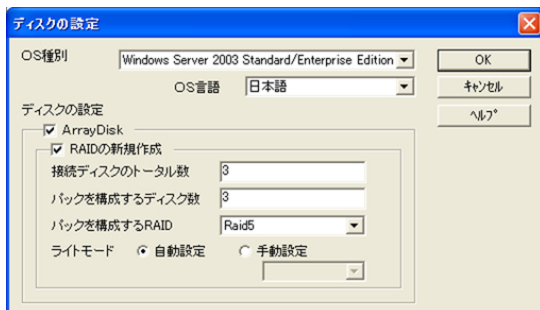 ディスクの設定
OS種別 Windows Server 2003 Standard/Enterprise Edition OK
OS言語 日本語 キャンセル
ディスクの設定 ヘルプ
ArrayDisk
RAIDの新規作成
接続ディスクのトータル数 3
パックを構成するディスク数 3
パックを構成するRAID Raid5
ライトモード 自動設定 手動設定